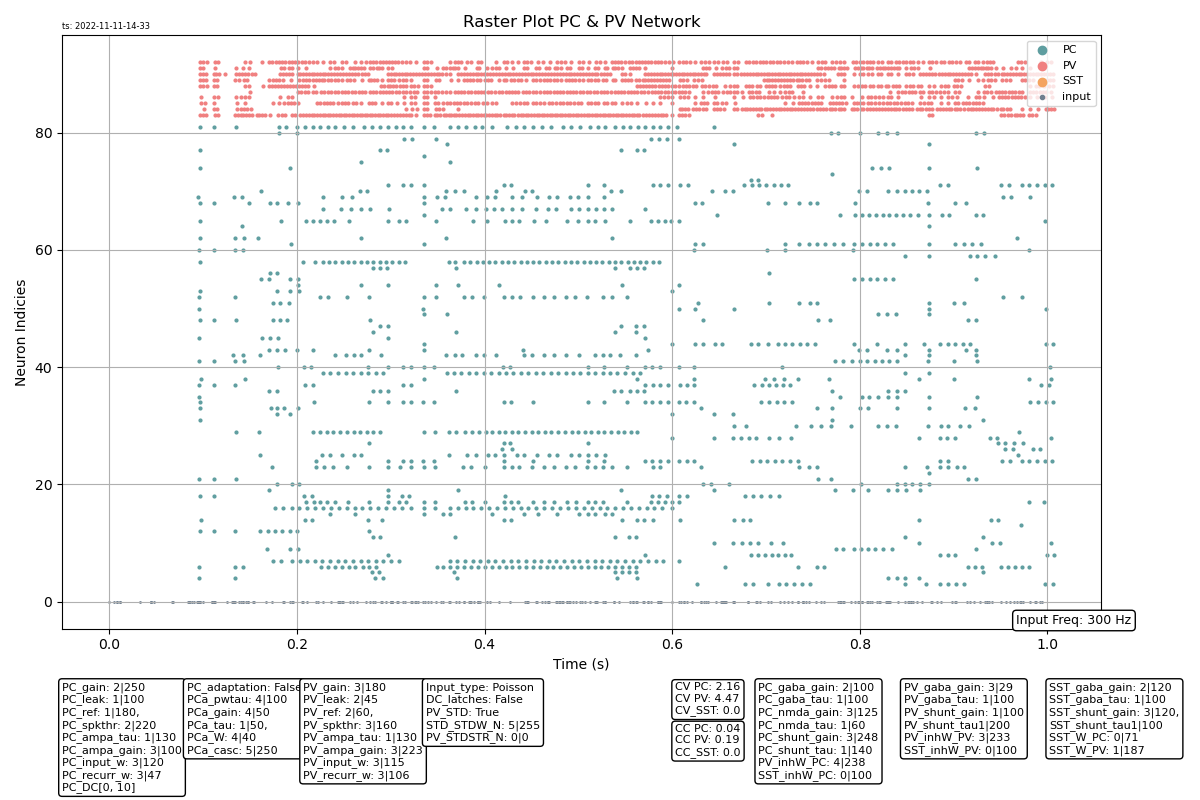 ts: 2022-11-11-14-33
Raster Plot PC & PV Network
PC
PV
SST
input
Neuron Indicies
80
60
40
20
0
0.0
0.2
0.4
0.6
0.8
1.0
Time (s)
Input Freq: 300 Hz
PC_gain: 2|250
PC_leak: 1|100
PC_ref: 1|180,
PC_spkthr: 2|220
PC_ampa_tau: 1|130
PC_ampa_gain: 3|100
PC_input_w: 3|120
PC_recurr_w: 3|47
PC_DC[0, 10]
PC_adaptation: False
PCa_pwtau: 4|100
PCa_gain: 4|50
PCa_tau: 1|50,
PCa_W: 4|40
PCa_casc: 5|250
PV_gain: 3|180
PV_leak: 2|45
PV_ref: 2|60,
PV_spkthr: 3|160
PV_ampa_tau: 1|130
PV_ampa_gain: 3|223
PV_input_w: 3|115
PV_recurr_w: 3|106
Input_type: Poisson
DC_latches: False
PV_STD: True
STD_STDW_N: 5|255
PV_STDSTR_N: 0|0
CV PC: 2.16
CV PV: 4.47
CV_SST: 0.0
CC PC: 0.04
CC PV: 0.19
CC_SST: 0.0
PC_gaba_gain: 2|100
PC_gaba_tau: 1|100
PC_nmda_gain: 3|125
PC_nmda_tau: 1|60
PC_shunt_gain: 3|248
PC_shunt_tau: 1|140
PV_inhW_PC: 4|238
SST_inhW_PC: 0|100
PV_gaba_gain: 3|29
PV_gaba_tau: 1|100
PV_shunt_gain: 1|100
PV_shunt_tau1|200
PV_inhW_PV: 3|233
SST_inhW_PV: 0|100
SST_gaba_gain: 2|120
SST_gaba_tau: 1|100
SST_shunt_gain: 3|120,
SST_shunt_tau1|100
SST_W_PC: 0|71
SST_W_PV: 1|187